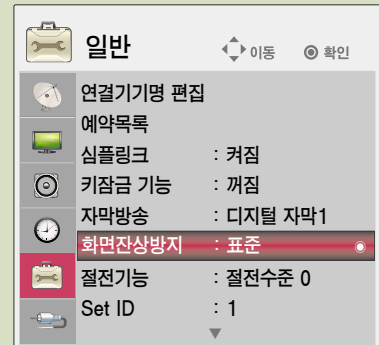 일반 이동 확인
연결기기명 편집
예약목록
심플링크 : 켜짐
키잠금 기능 : 꺼짐
자막방송 : 디지털 자막1
화면잔상방지 : 표준
절전기능 : 절전수준 0
Set ID : 1